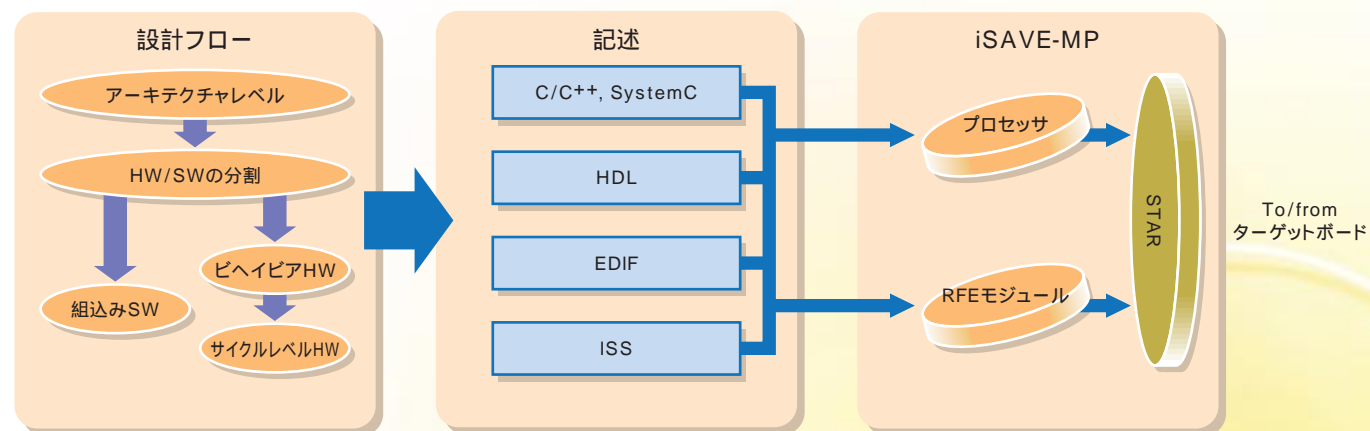 設計フロー
アーキテクチャレベル
HW/SWの分割
ビヘイビアHW
組込みSW
サイクルレベルHW
記述
C/C++, SystemC
HDL
EDIF
ISS
iSAVE-MP
プロセッサ
RFEモジュール
STAR
To/from
ターゲットボード